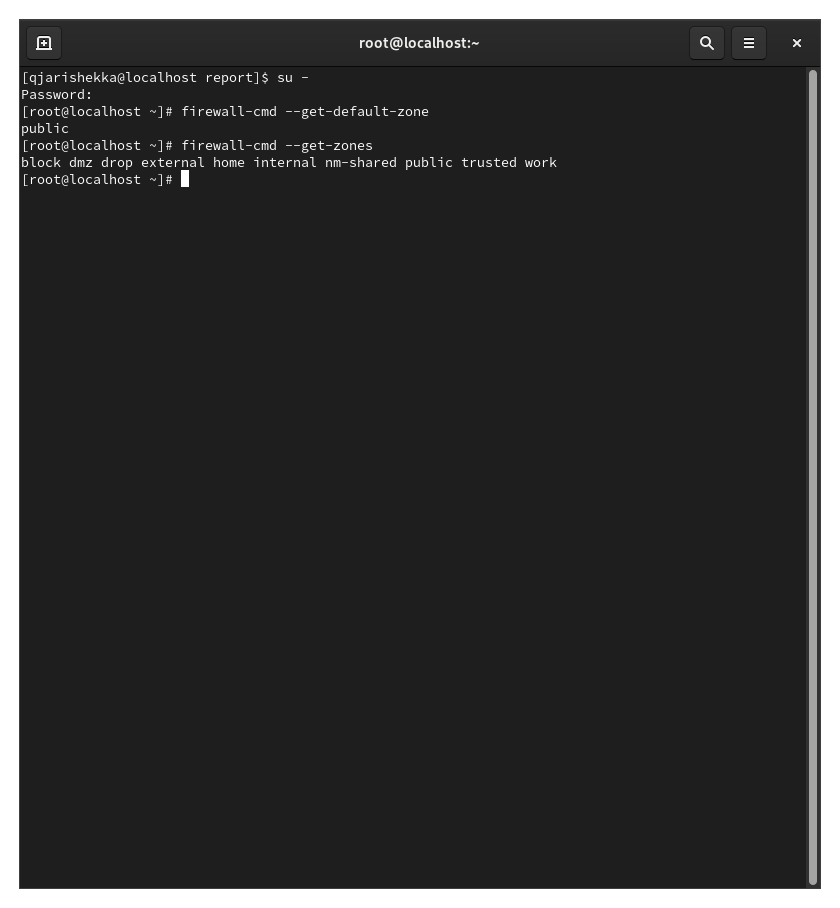 root@localhost:~
[qjarishekka@localhost report]$ su -
Password:
[root@localhost ~]# firewall-cmd --get-default-zone
public
[root@localhost ~]# firewall-cmd --get-zones
block dmz drop external home internal nm-shared public trusted work
[root@localhost ~]#